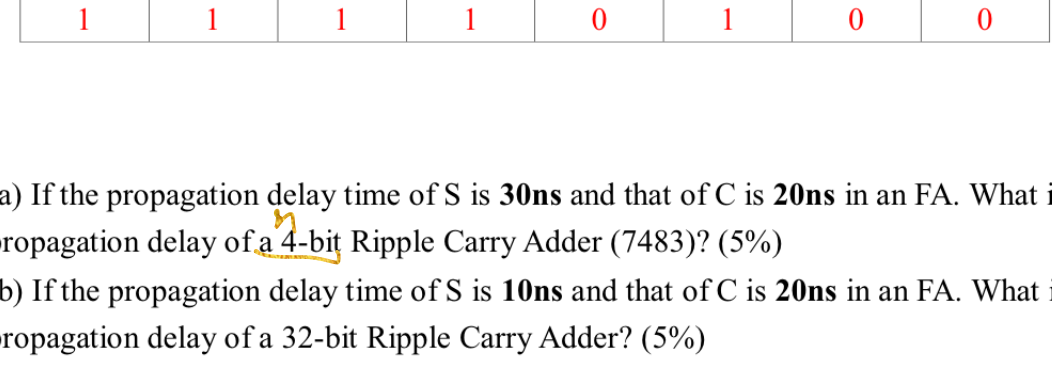 1 1 1 1 0 1 0 0
a) If the propagation delay time of S is 30ns and that of C is 20ns in an FA. What
n
propagation delay of a 4-bit Ripple Carry Adder (7483)? (5%)
b) If the propagation delay time of S is 10ns and that of C is 20ns in an FA. What
propagation delay of a 32-bit Ripple Carry Adder? (5%)